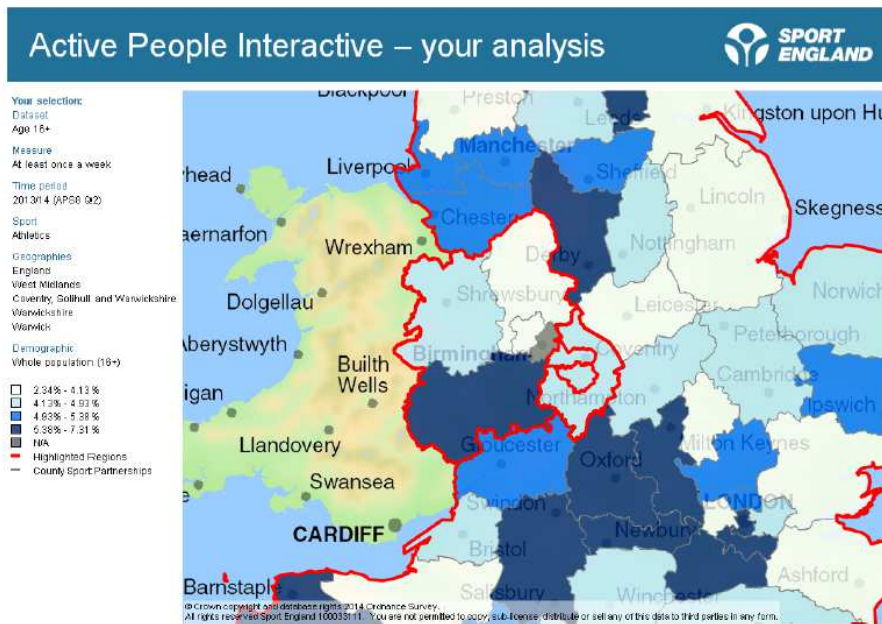 Active People Interactive – your analysis
SPORT
ENGLAND
Your selection:
Dataset
Age 16+
Measure
At least once a week
Time period
2013/14 (APS8 Q2)
Sport
Athletics
Geographies
England
West Midlands
Coventry, Solihull and Warwickshire
Warwickshire
Warwick
Demographic
Whole population (16+)
2.34% - 4.13%
4.13% - 4.93%
4.93% - 5.38%
5.38% - 7.31%
N/A
Highlighted Regions
County Sport Partnerships
Blackpool
Preston
Leeds
Kingston upon Hu
Manchester
Liverpool
Sheffield
yhead
Lincoln
Chester
Skegness
aernarfon
Wrexham
Derby
Nottingham
Dolgellau
Shrewsbury
Leicester
Norwich
Peterborough
Aberystwyth
Birmingham
Coventry
Builth
Wells
Cambridge
igan
Northampton
Ipswich
Llandovery
Gloucester
Milton Keynes
Oxford
Swansea
Swindon
LONDON
CARDIFF
Newbury
Bristol
Barnstaple
Ashford
Salisbury
Winchester
© Crown copyright and database rights 2014 Ordnance Survey.
All rights reserved Sport England 100033111. You are not permitted to copy, sub-license, distribute or sell any of this data to third parties in any form.